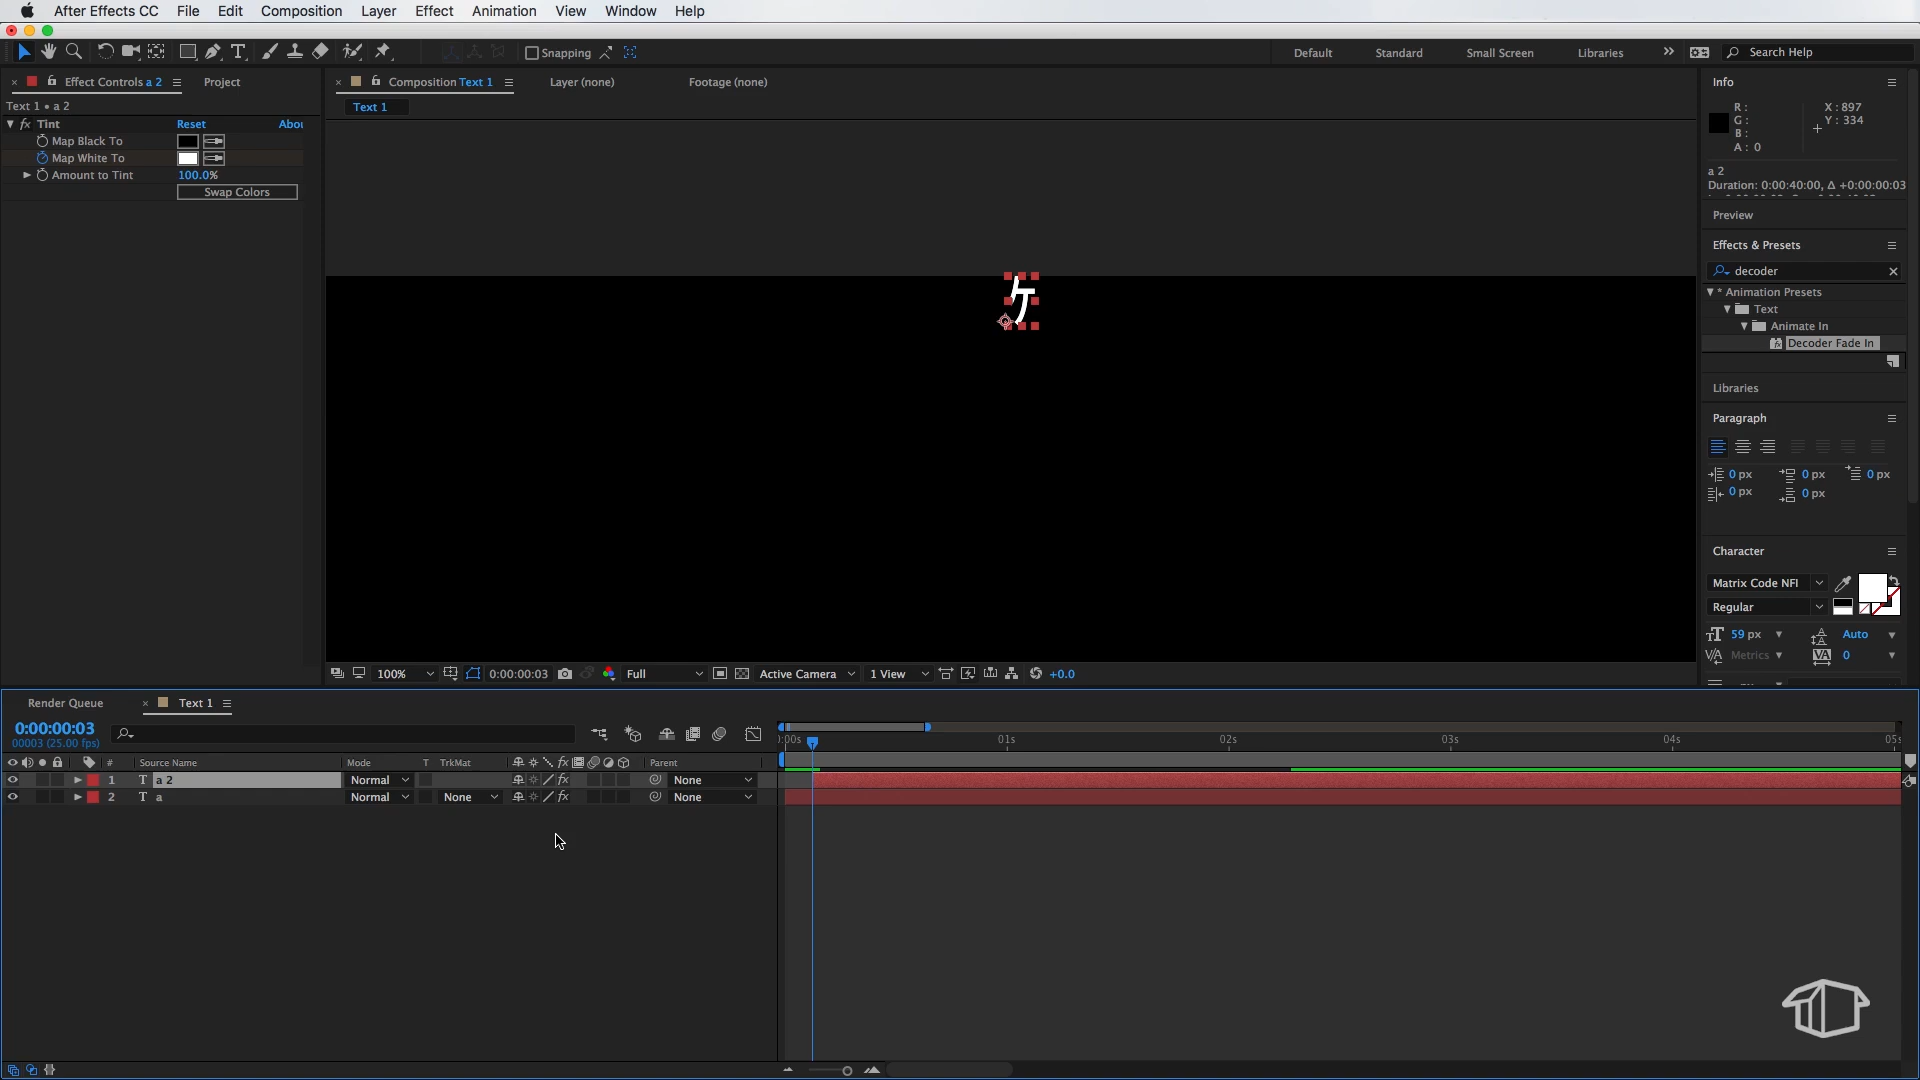 After Effects CC File Edit Composition Layer Effect Animation View Window Help
Snapping Default Standard Small Screen Libraries Search Help
Effect Controls a 2 Project
Text 1 • a 2
fx Tint Reset
Map Black To
Map White To
Amount to Tint 100.0%
Swap Colors
Composition Text 1 Layer (none) Footage (none)
Text 1
ケ
100% 0:00:00:03 Full Active Camera 1 View +0.0
Info
R: X: 897
G: Y: 334
B:
A: 0
a 2
Duration: 0:00:40:00, Δ +0:00:00:03
Preview
Effects & Presets
decoder
* Animation Presets
Text
Animate In
Decoder Fade In
Libraries
Paragraph
0 px 0 px 0 px
0 px 0 px
Character
Matrix Code NFI
Regular
59 px Auto
Metrics 0
Render Queue Text 1
0:00:00:03
00003 (25.00 fps)
:00s 01s 02s 03s 04s 05s
# Source Name Mode T TrkMat Parent
1 T a 2 Normal None
2 T a Normal None None